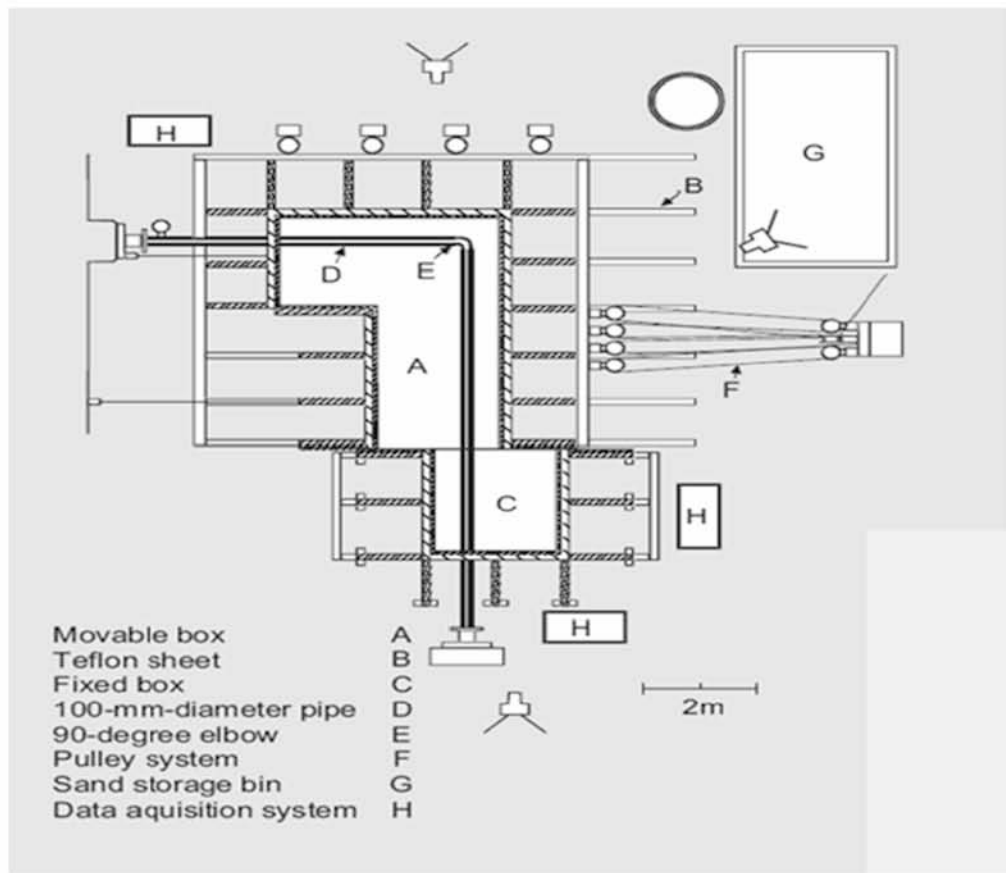 H
G
B
D
E
A
F
C
H
H
2m
Movable box A
Teflon sheet B
Fixed box C
100-mm-diameter pipe D
90-degree elbow E
Pulley system F
Sand storage bin G
Data aquisition system H